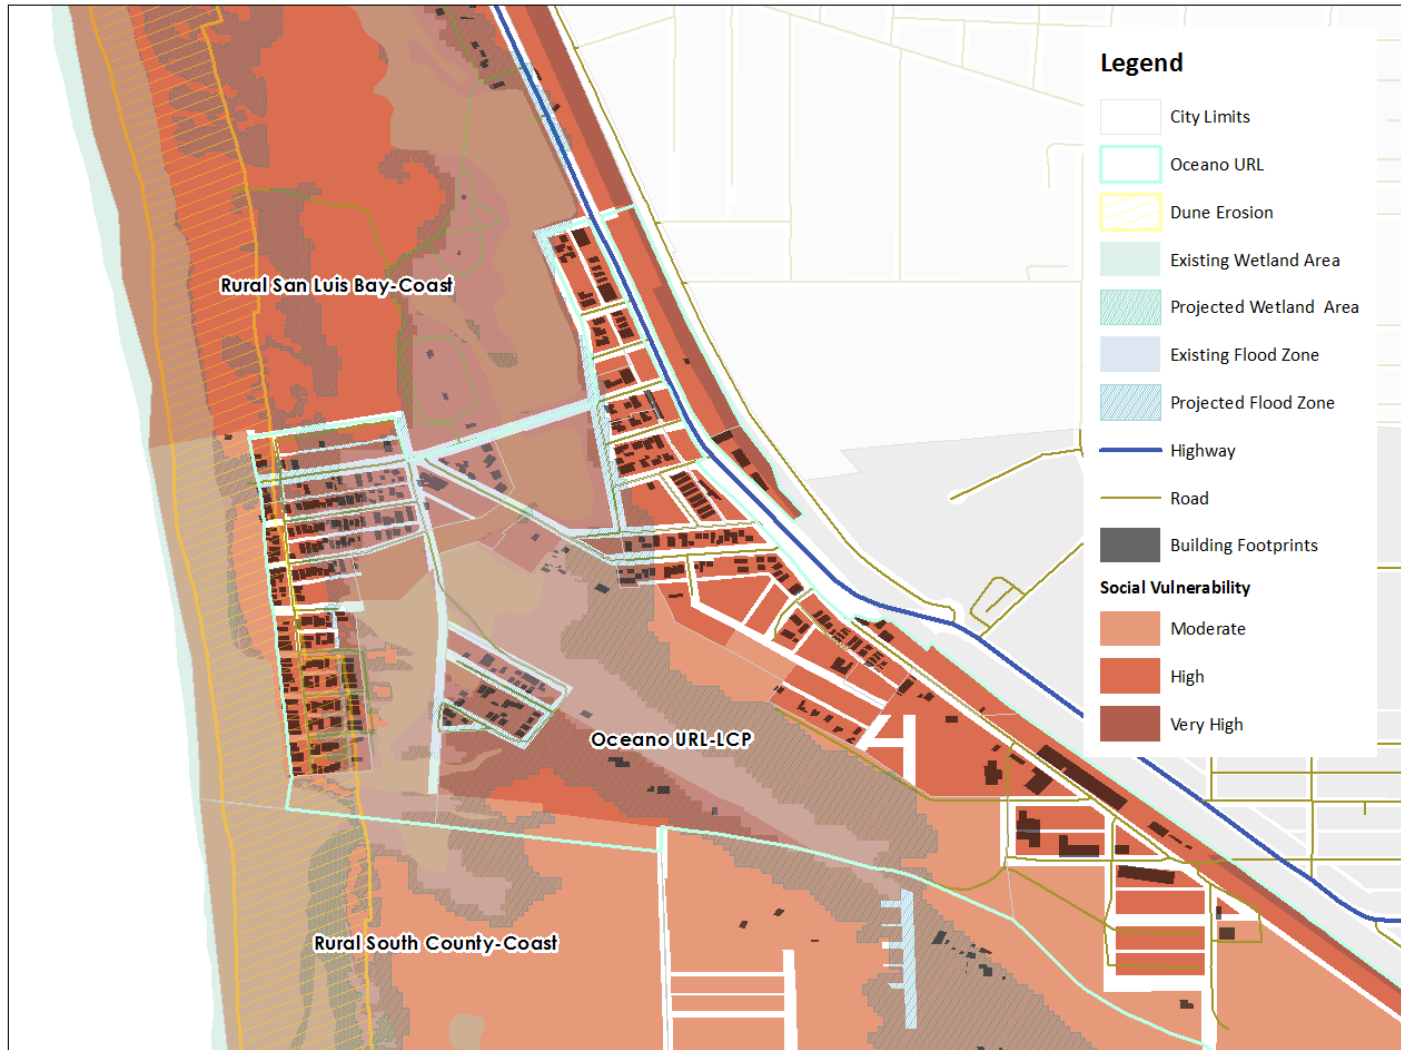 Legend
City Limits
Oceano URL
Dune Erosion
Existing Wetland Area
Projected Wetland  Area
Existing Flood Zone
Projected Flood Zone
Highway
Road
Building Footprints
Social Vulnerability
Moderate
High
Very High
Rural San Luis Bay-Coast
Oceano URL-LCP
Rural South County-Coast